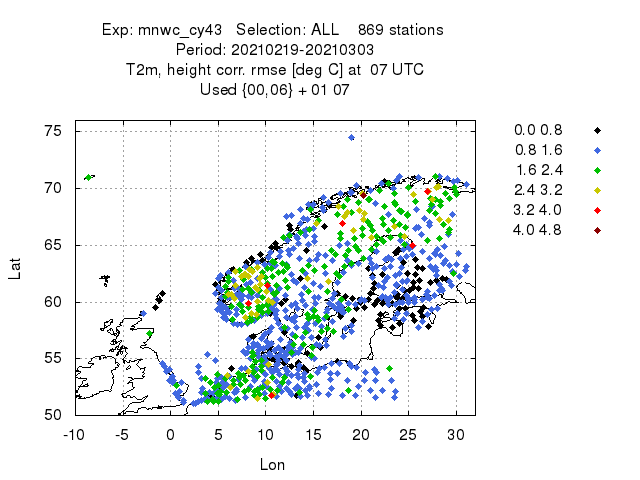 Exp: mnwc_cy43 Selection: ALL 869 stations
Period: 20210219-20210303
T2m, height corr. rmse [deg C] at 07 UTC
Used {00,06} + 01 07
75
70
65
60
55
50
Lat
-10 -5 0 5 10 15 20 25 30
Lon
0.0 0.8
0.8 1.6
1.6 2.4
2.4 3.2
3.2 4.0
4.0 4.8